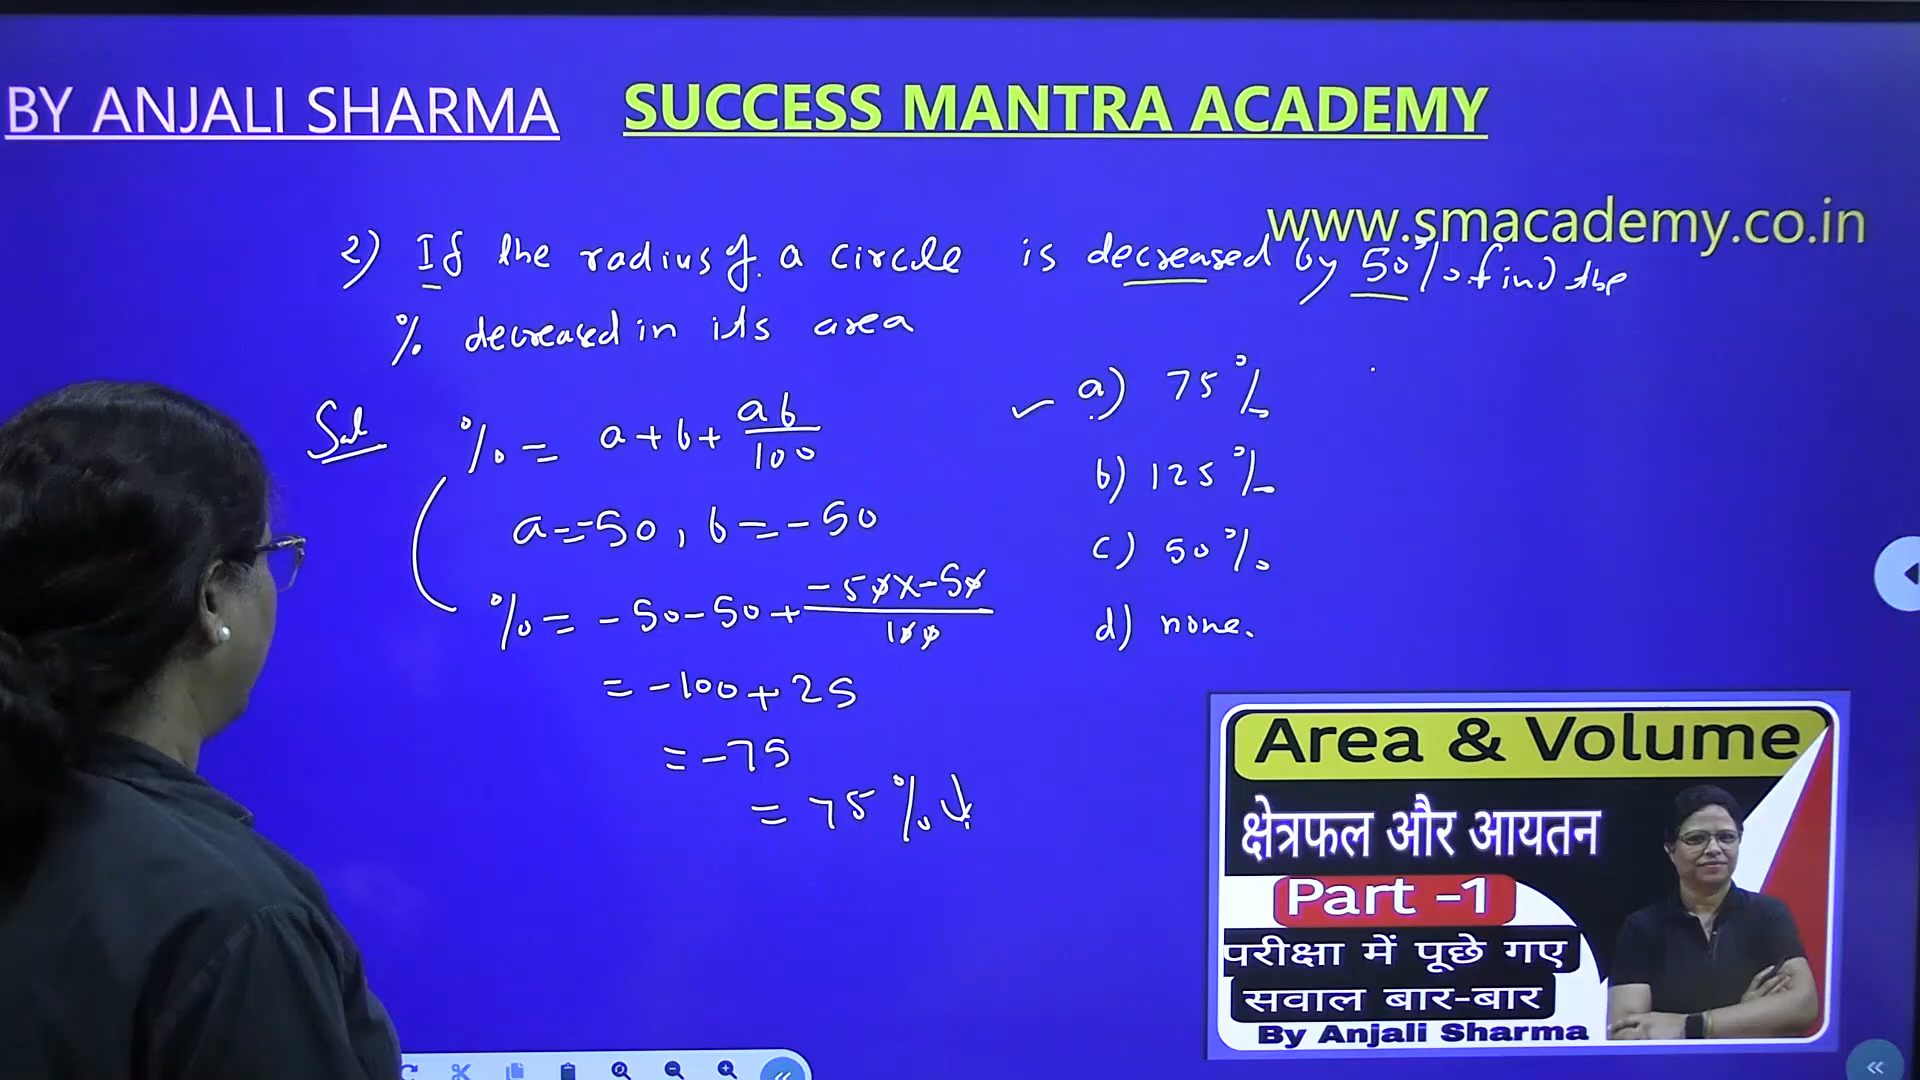 BY ANJALI SHARMA SUCCESS MANTRA ACADEMY
www.smacademy.co.in
2) If the radius of a circle is decreased by 50% find the
% decreased in its area
Sol
% = a+b+ab/100
a=-50, b=-50
% = -50-50+-50x-50/100
= -100+25
= -75
= 75%↓
✓ a) 75%
b) 125%
c) 50%
d) none.
Area & Volume
क्षेत्रफल और आयतन
Part -1
परीक्षा में पूछे गए
सवाल बार-बार
By Anjali Sharma